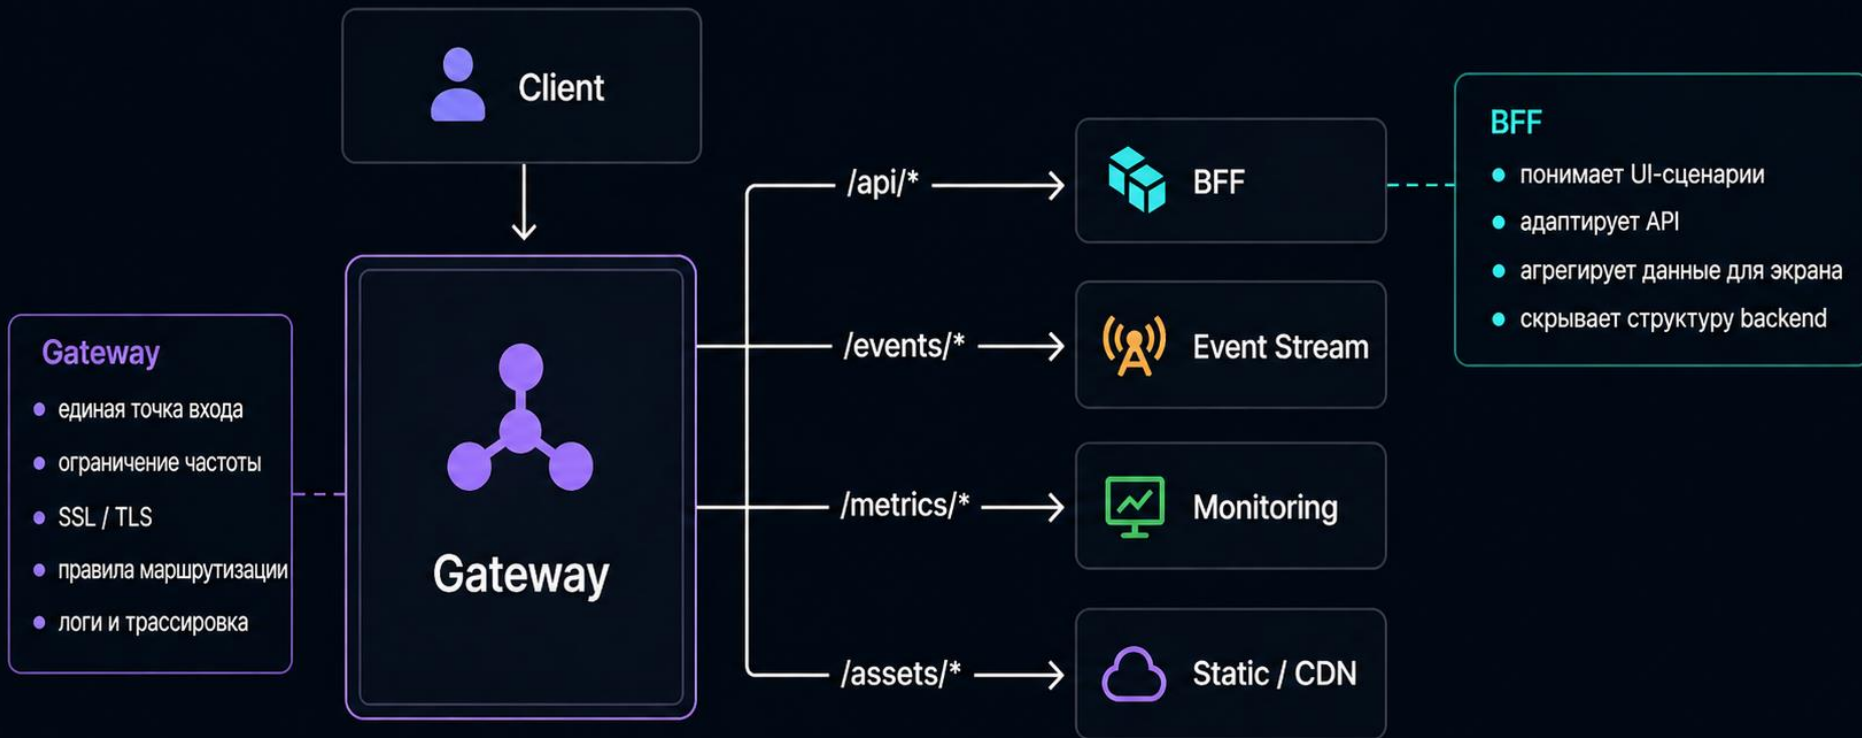 Client
Gateway
единая точка входа
ограничение частоты
SSL / TLS
правила маршрутизации
логи и трассировка
Gateway
/api/*
/events/*
/metrics/*
/assets/*
BFF
Event Stream
Monitoring
Static / CDN
BFF
понимает UI-сценарии
адаптирует API
агрегирует данные для экрана
скрывает структуру backend